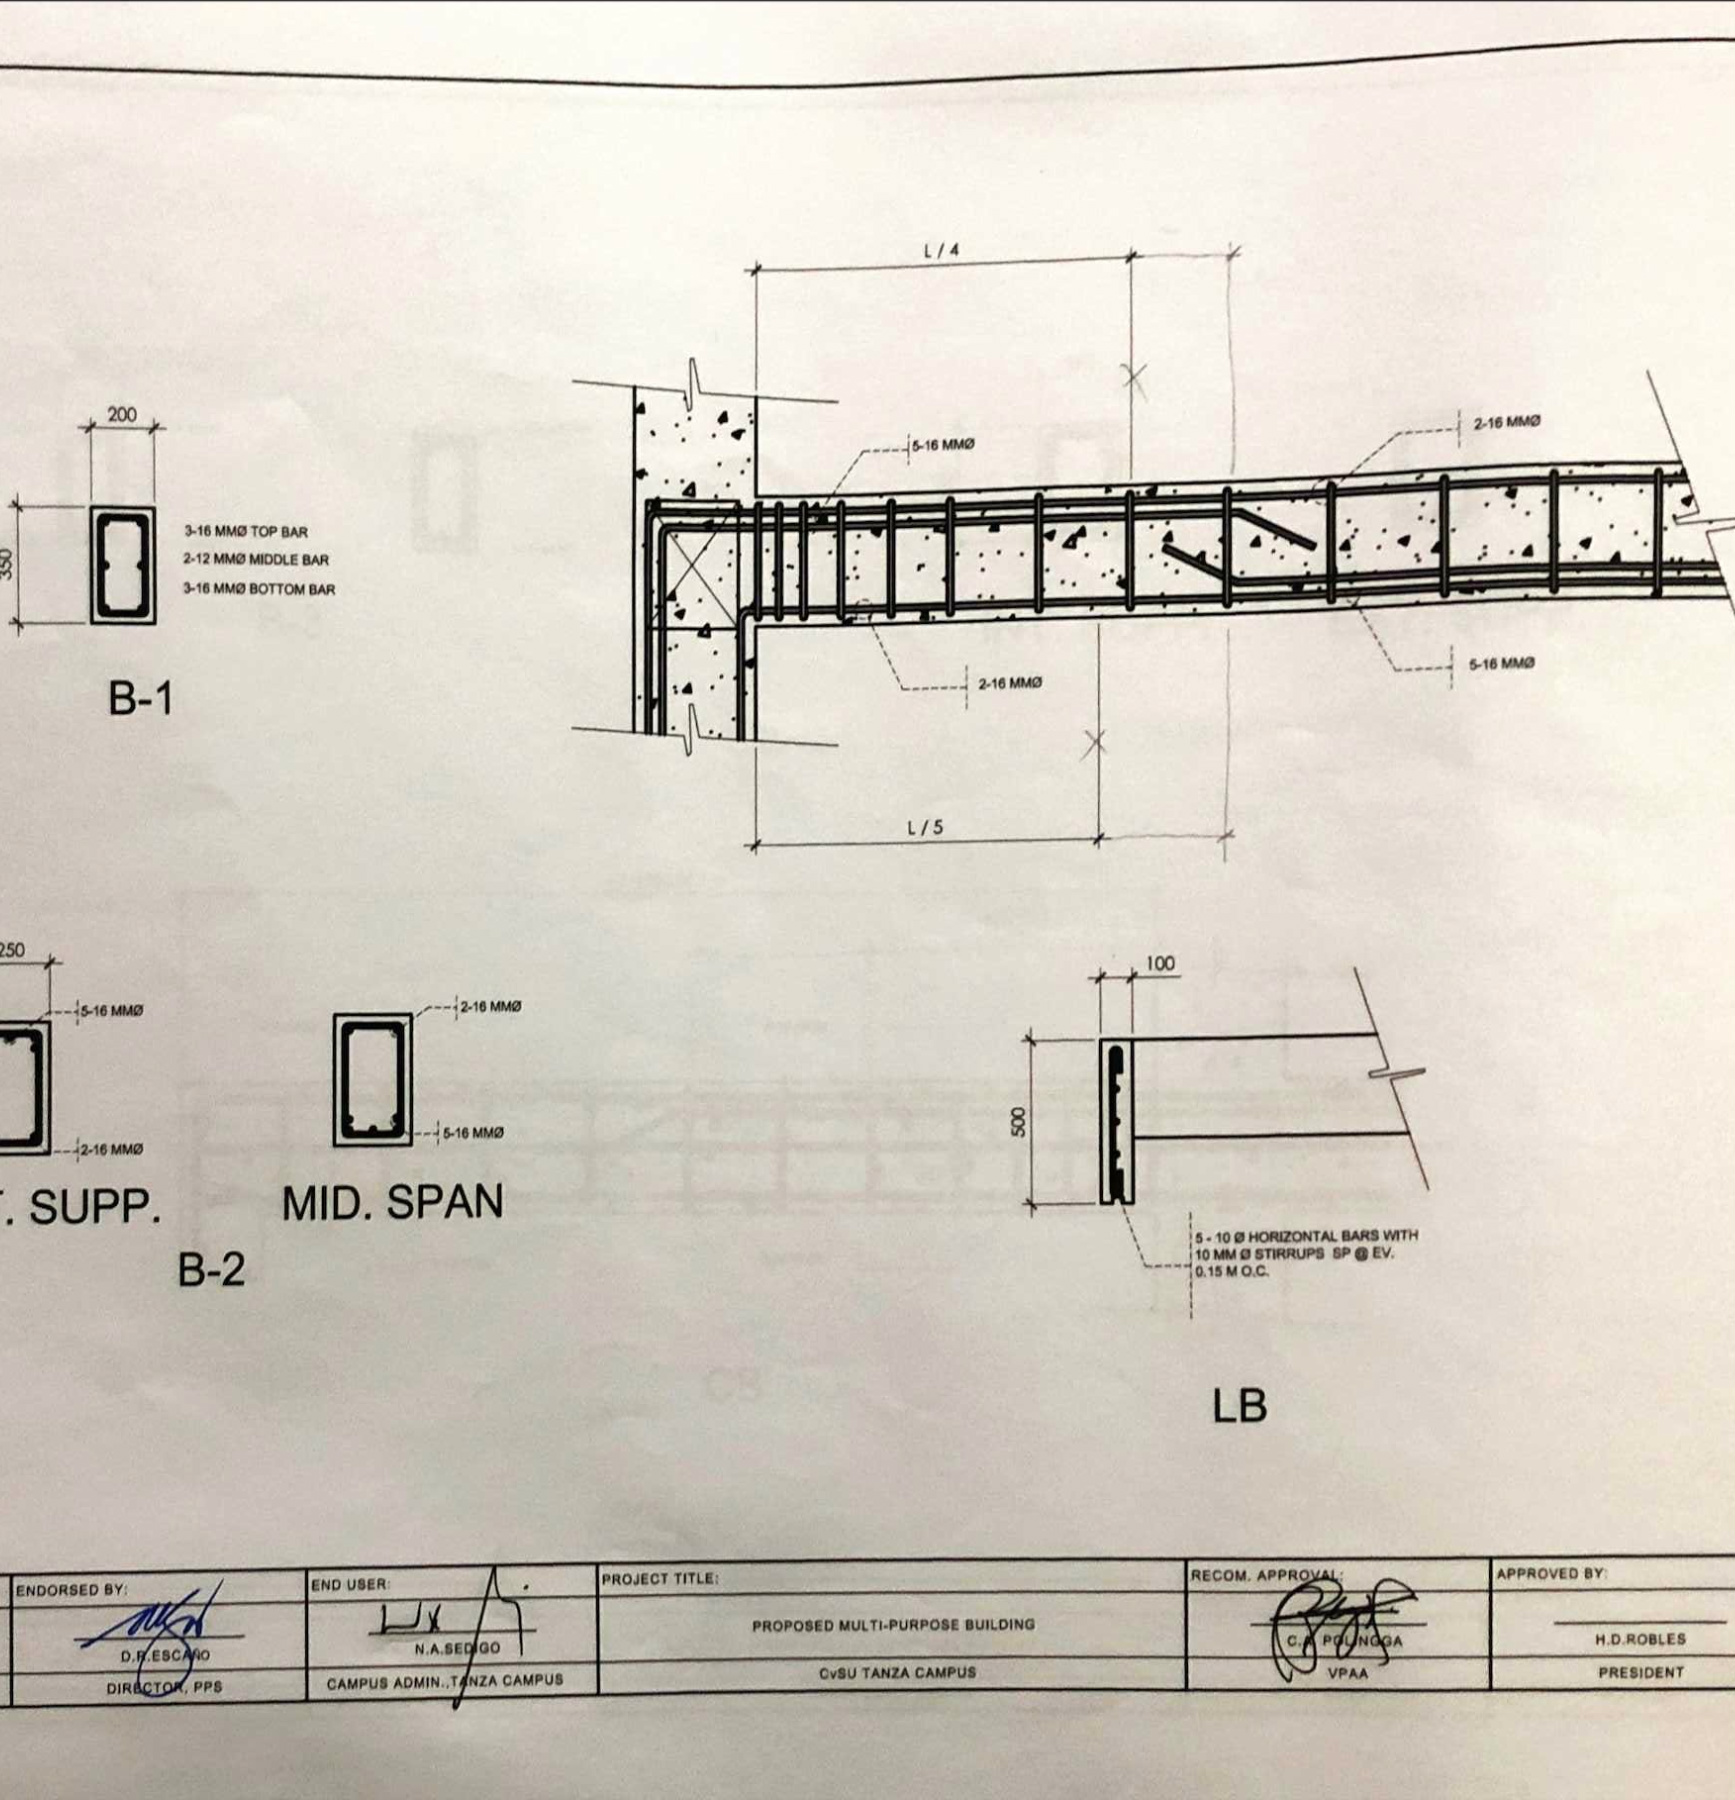 L / 4
200
5-16 MMØ
2-16 MMØ
350
3-16 MMØ TOP BAR
2-12 MMØ MIDDLE BAR
3-16 MMØ BOTTOM BAR
B-1
2-16 MMØ
5-16 MMØ
L / 5
250
5-16 MMØ
2-16 MMØ
2-16 MMØ
5-16 MMØ
. SUPP.
MID. SPAN
B-2
100
500
5 - 10 Ø HORIZONTAL BARS WITH
10 MM Ø STIRRUPS SP @ EV.
0.15 M O.C.
LB
ENDORSED BY:
D.R.ESCAÑO
DIRECTOR, PPS
END USER:
N.A.SEDIGO
CAMPUS ADMIN.,TANZA CAMPUS
PROJECT TITLE:
PROPOSED MULTI-PURPOSE BUILDING
CvSU TANZA CAMPUS
RECOM. APPROVAL:
POLINGGA
VPAA
APPROVED BY:
H.D.ROBLES
PRESIDENT